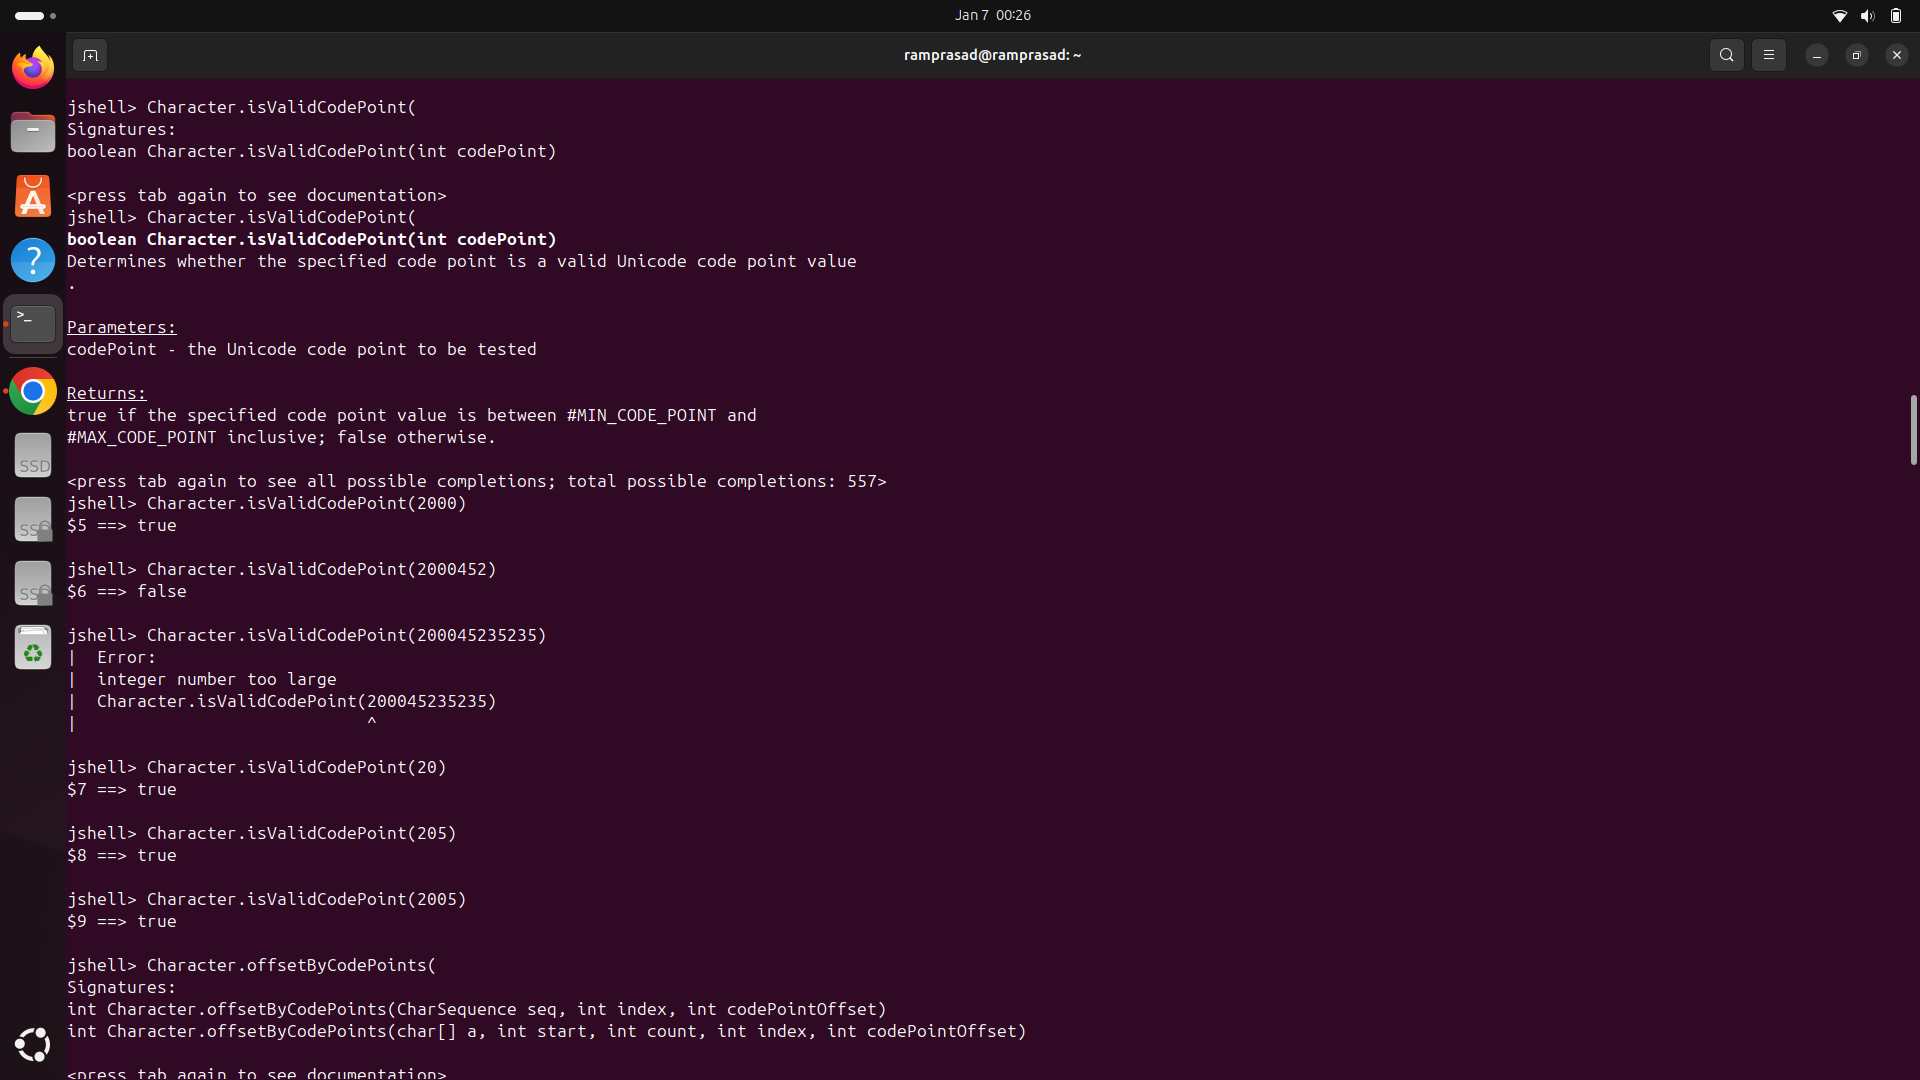 Jan 7 00:26
ramprasad@ramprasad: ~
jshell> Character.isValidCodePoint(
Signatures:
boolean Character.isValidCodePoint(int codePoint)
<press tab again to see documentation>
jshell> Character.isValidCodePoint(
boolean Character.isValidCodePoint(int codePoint)
Determines whether the specified code point is a valid Unicode code point value
.
Parameters:
codePoint - the Unicode code point to be tested
Returns:
true if the specified code point value is between #MIN_CODE_POINT and
#MAX_CODE_POINT inclusive; false otherwise.
<press tab again to see all possible completions; total possible completions: 557>
jshell> Character.isValidCodePoint(2000)
$5 ==> true
jshell> Character.isValidCodePoint(2000452)
$6 ==> false
jshell> Character.isValidCodePoint(200045235235)
|  Error:
|  integer number too large
|  Character.isValidCodePoint(200045235235)
|                             ^
jshell> Character.isValidCodePoint(20)
$7 ==> true
jshell> Character.isValidCodePoint(205)
$8 ==> true
jshell> Character.isValidCodePoint(2005)
$9 ==> true
jshell> Character.offsetByCodePoints(
Signatures:
int Character.offsetByCodePoints(CharSequence seq, int index, int codePointOffset)
int Character.offsetByCodePoints(char[] a, int start, int count, int index, int codePointOffset)
<press tab again to see documentation>
>_
SSD
SSD
SSD